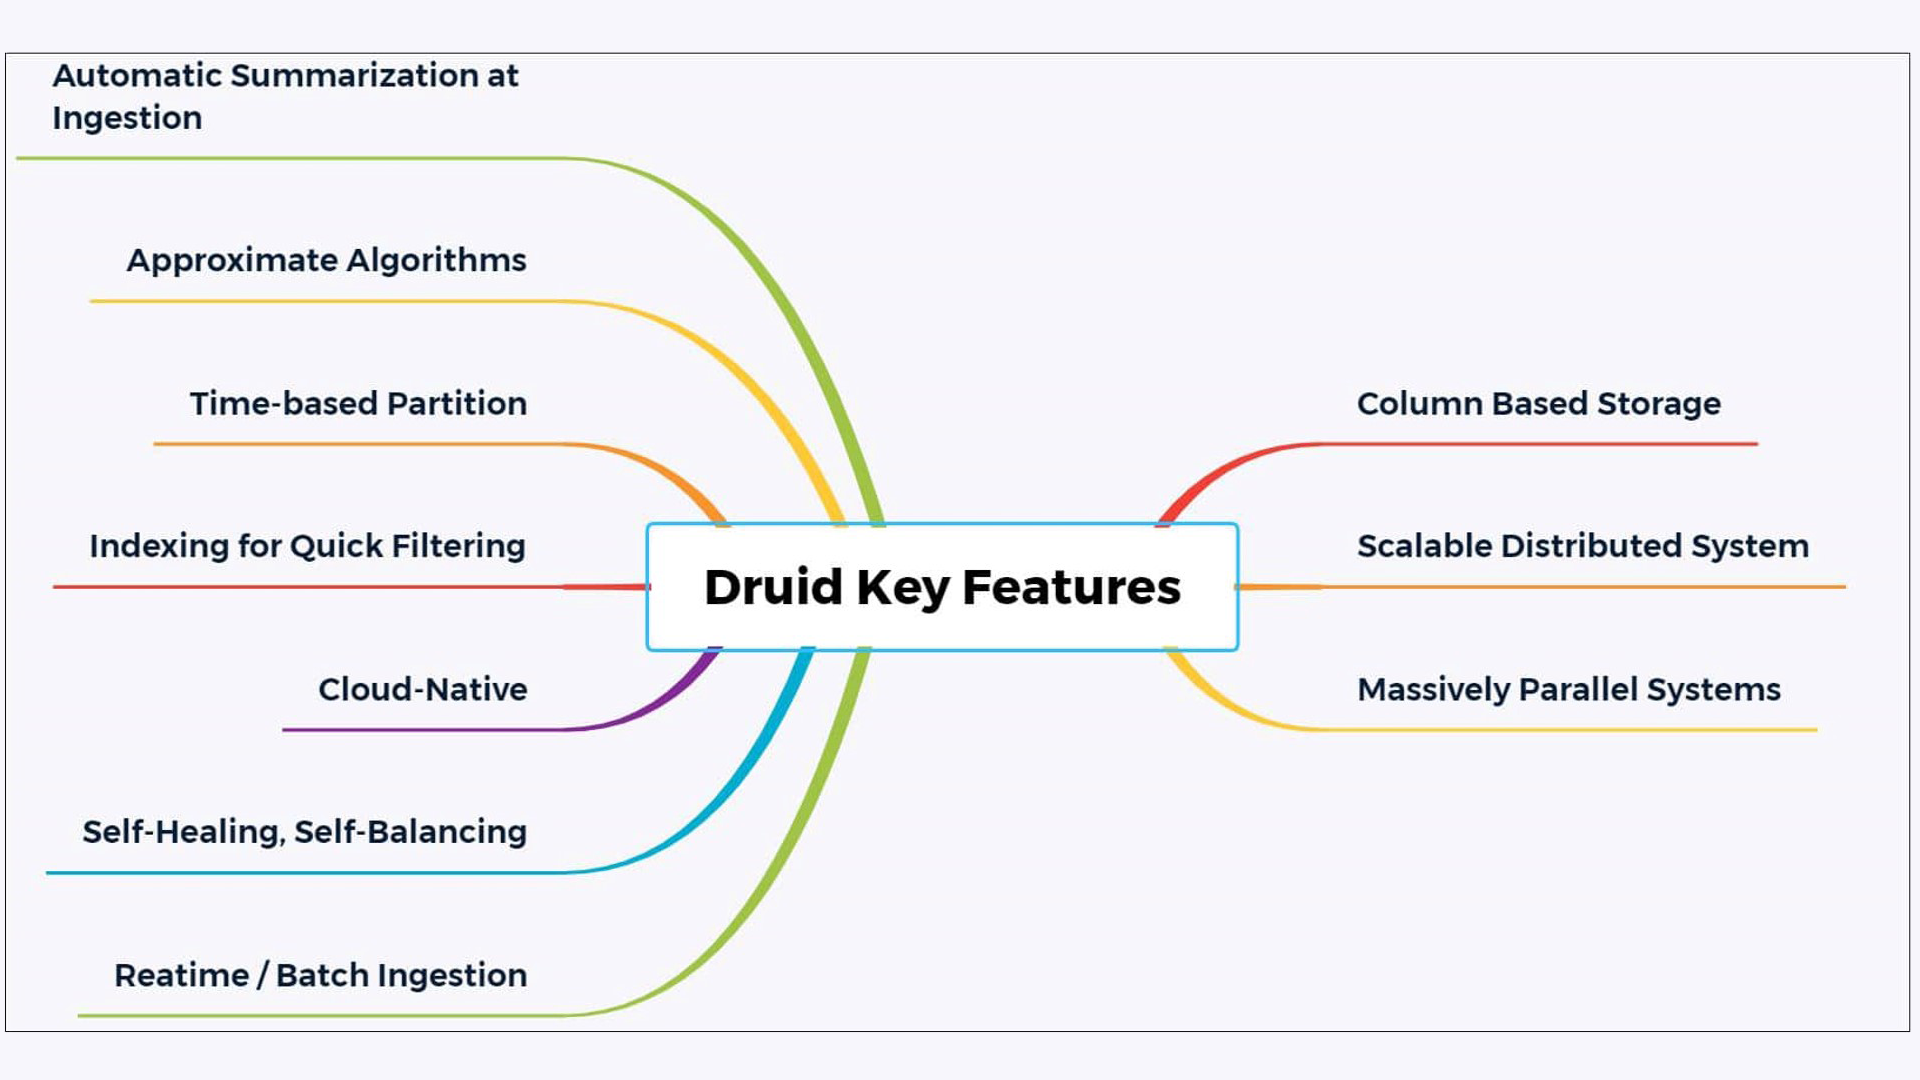 Automatic Summarization at
Ingestion
Approximate Algorithms
Time-based Partition
Indexing for Quick Filtering
Cloud-Native
Self-Healing, Self-Balancing
Reatime / Batch Ingestion
Druid Key Features
Column Based Storage
Scalable Distributed System
Massively Parallel Systems